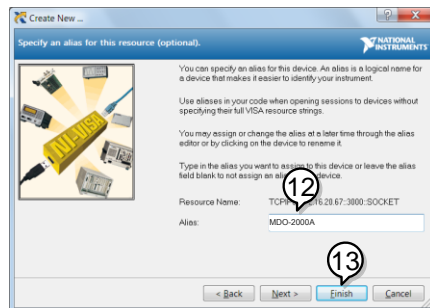 Create New ...
Specify an alias for this resource (optional).
NATIONAL
INSTRUMENTS
You can specify an alias for this device. An alias is a logical name for
a device that makes it easier to identify your instrument.
Use aliases in your code when opening sessions to devices without
specifying their full VISA resource strings.
You may assign or change the alias at a later time through the alias
editor or by clicking on the device to rename it.
Type in the alias you want to assign to this device or leave the alias
field blank to not assign an alias device.
NI-VISA
12
Resource Name: 16.20.67::3000::SOCKET
Alias: MDO-2000A
13
< Back Next > Finish Cancel